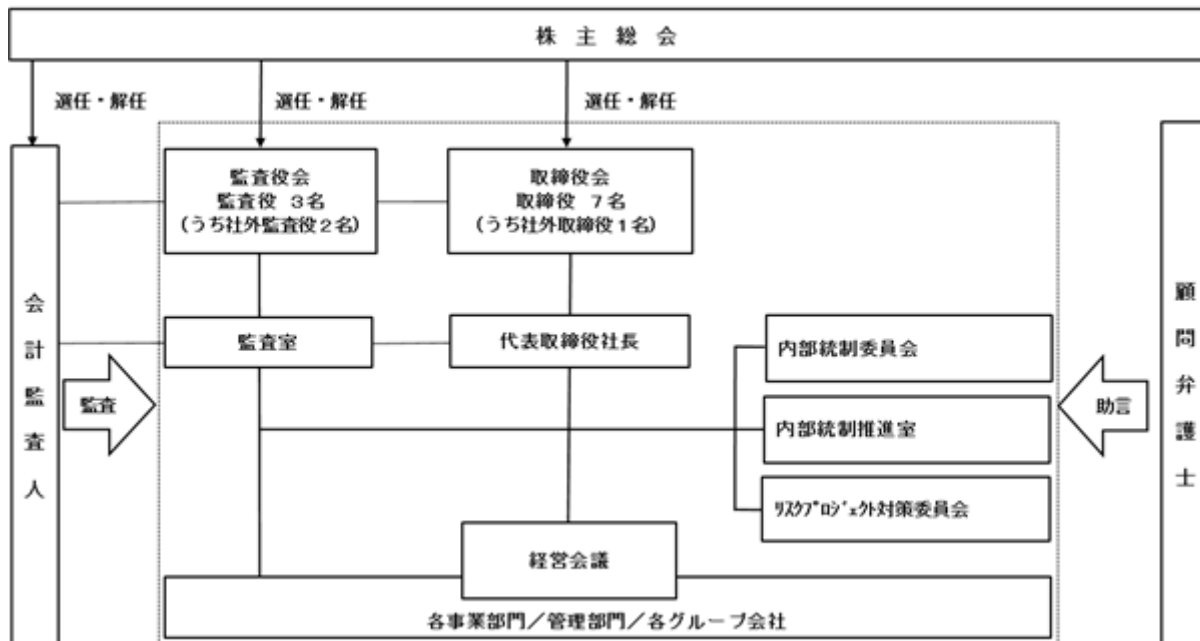 株主総会
選任・解任
選任・解任
選任・解任
監査役会
監査役 3名
(うち社外監査役2名)
取締役会
取締役 7名
(うち社外取締役1名)
会計監査人
顧問弁護士
監査室
代表取締役社長
内部統制委員会
監査
助言
内部統制推進室
リスクプロジェクト対策委員会
経営会議
各事業部門/管理部門/各グループ会社